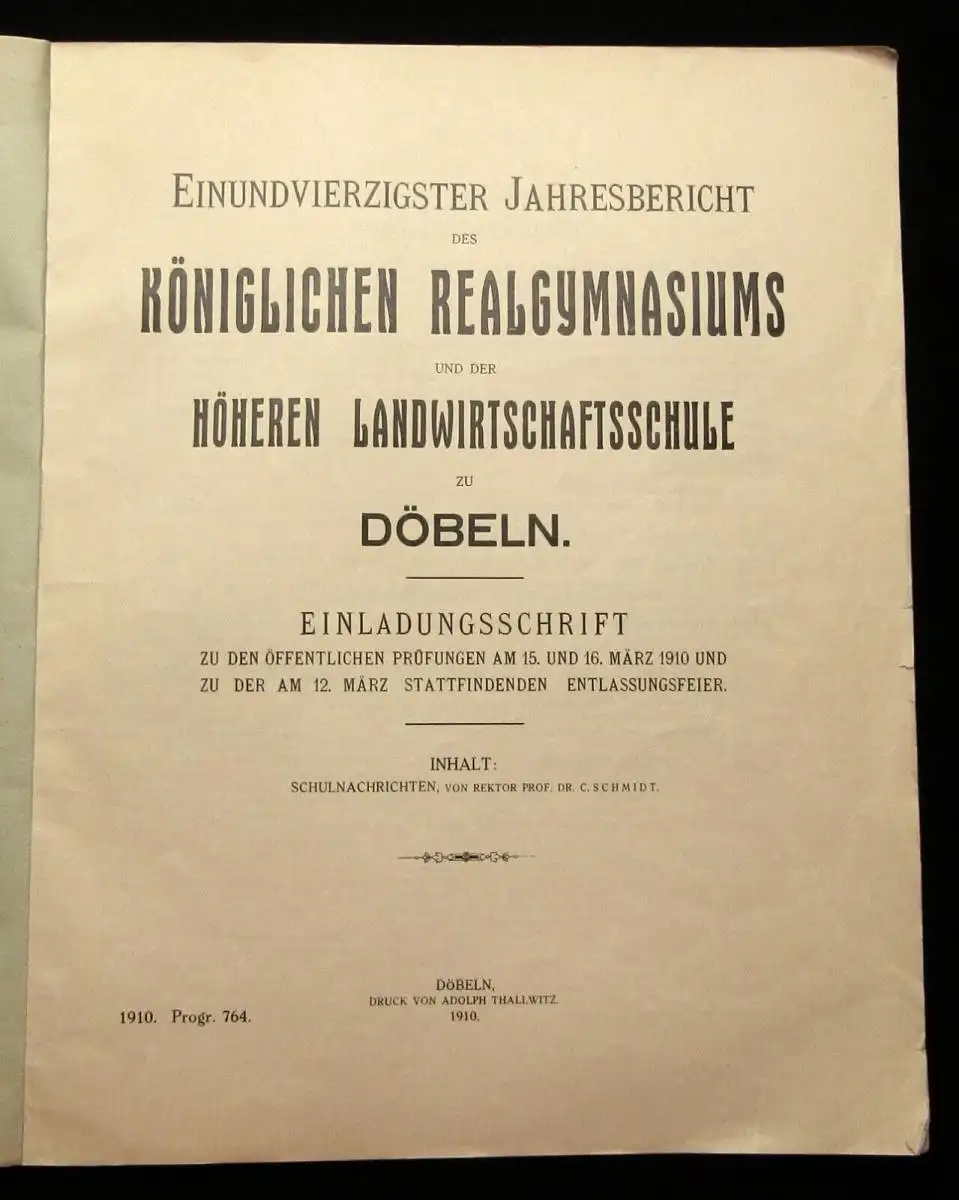 EINUNDVIERZIGSTER JAHRESBERICHT
DES
KÖNIGLICHEN REALGYMNASIUMS
UND DER
HÖHEREN LANDWIRTSCHAFTSSCHULE
ZU
DÖBELN.
EINLADUNGSSCHRIFT
ZU DEN ÖFFENTLICHEN PRÜFUNGEN AM 15. UND 16. MÄRZ 1910 UND
ZU DER AM 12. MÄRZ STATTFINDENDEN ENTLASSUNGSFEIER.
INHALT:
SCHULNACHRICHTEN, VON REKTOR PROF. DR. C. SCHMIDT.
DÖBELN,
DRUCK VON ADOLPH THALLWITZ.
1910.
1910. Progr. 764.